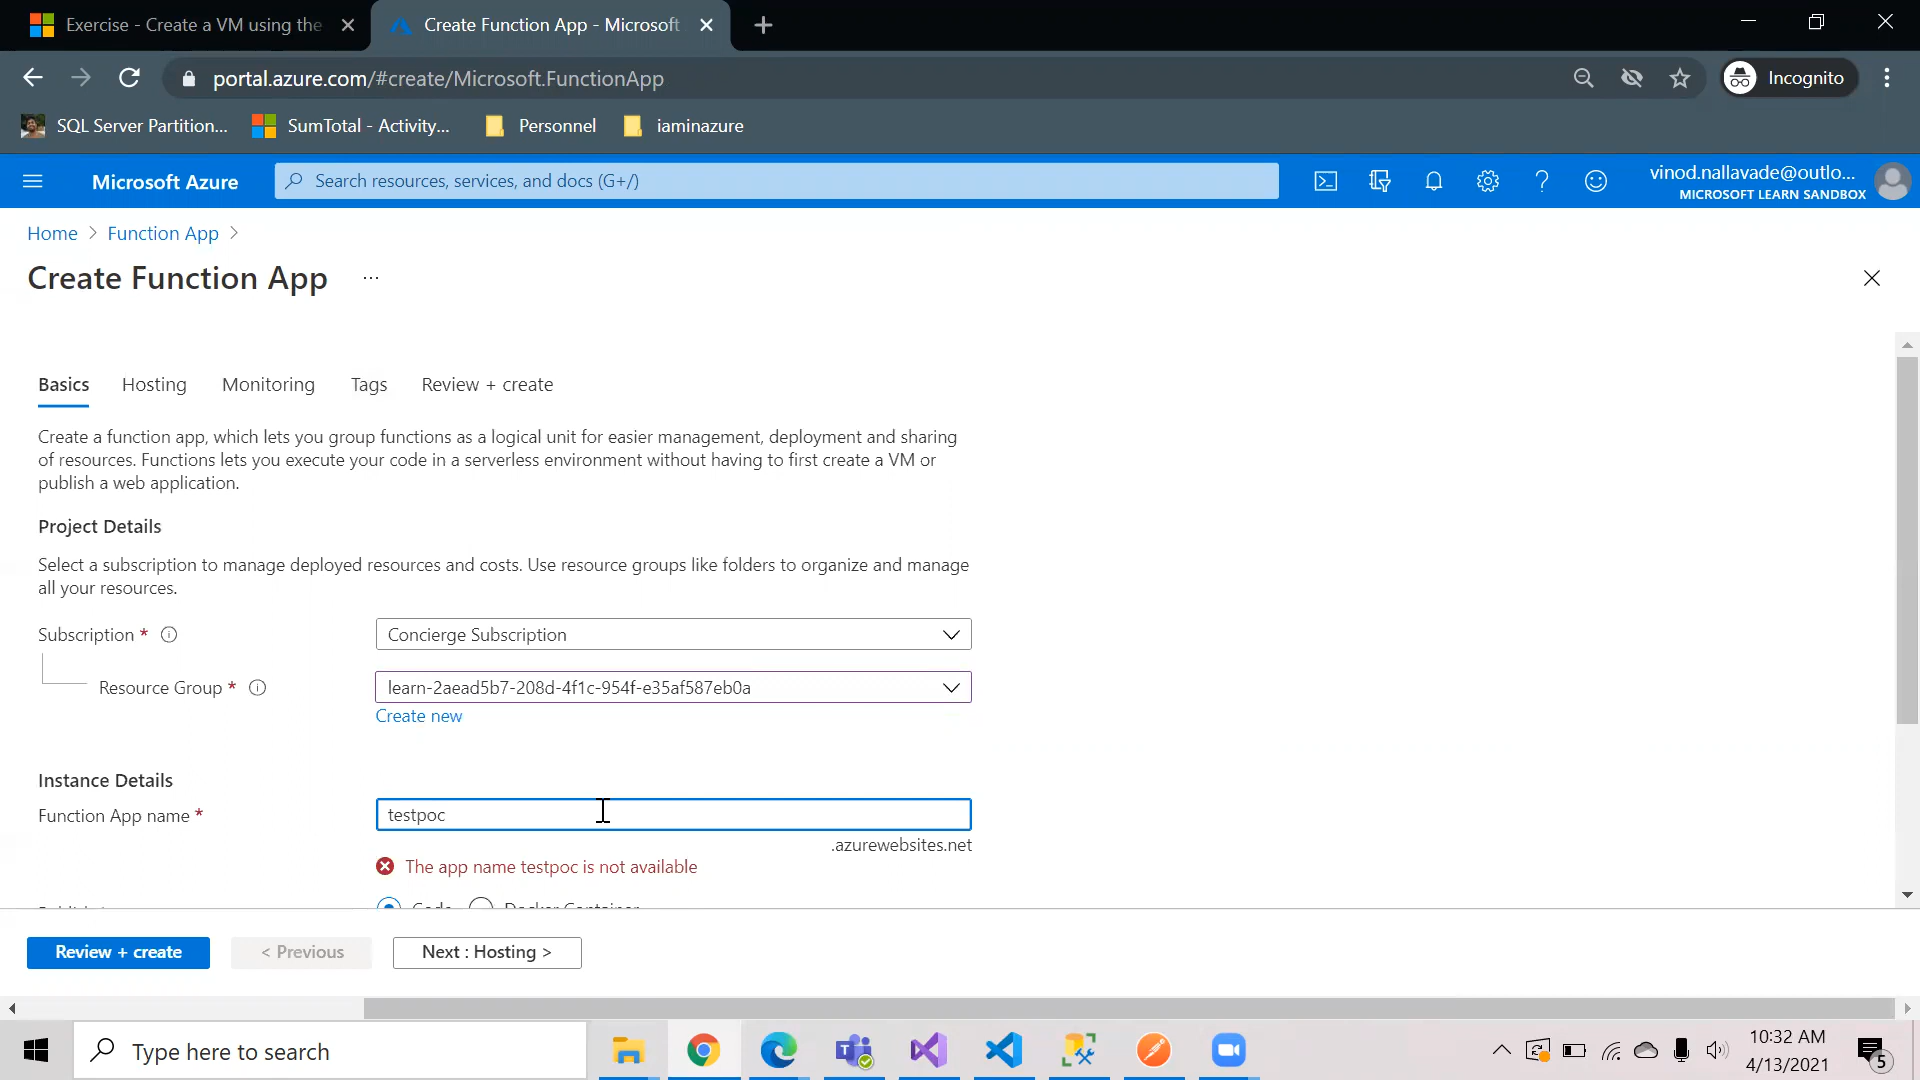 Exercise - Create a VM using the
Create Function App - Microsoft
portal.azure.com/#create/Microsoft.FunctionApp
Incognito
SQL Server Partition...
SumTotal - Activity...
Personnel
iaminazure
Microsoft Azure
Search resources, services, and docs (G+/)
vinod.nallavade@outlo...
MICROSOFT LEARN SANDBOX
Home > Function App >
Create Function App ...
Basics
Hosting
Monitoring
Tags
Review + create
Create a function app, which lets you group functions as a logical unit for easier management, deployment and sharing
of resources. Functions lets you execute your code in a serverless environment without having to first create a VM or
publish a web application.
Project Details
Select a subscription to manage deployed resources and costs. Use resource groups like folders to organize and manage
all your resources.
Subscription *
Concierge Subscription
Resource Group *
learn-2aead5b7-208d-4f1c-954f-e35af587eb0a
Create new
Instance Details
Function App name *
testpoc
.azurewebsites.net
The app name testpoc is not available
Code
Docker Container
Review + create
< Previous
Next : Hosting >
Type here to search
10:32 AM
4/13/2021
5